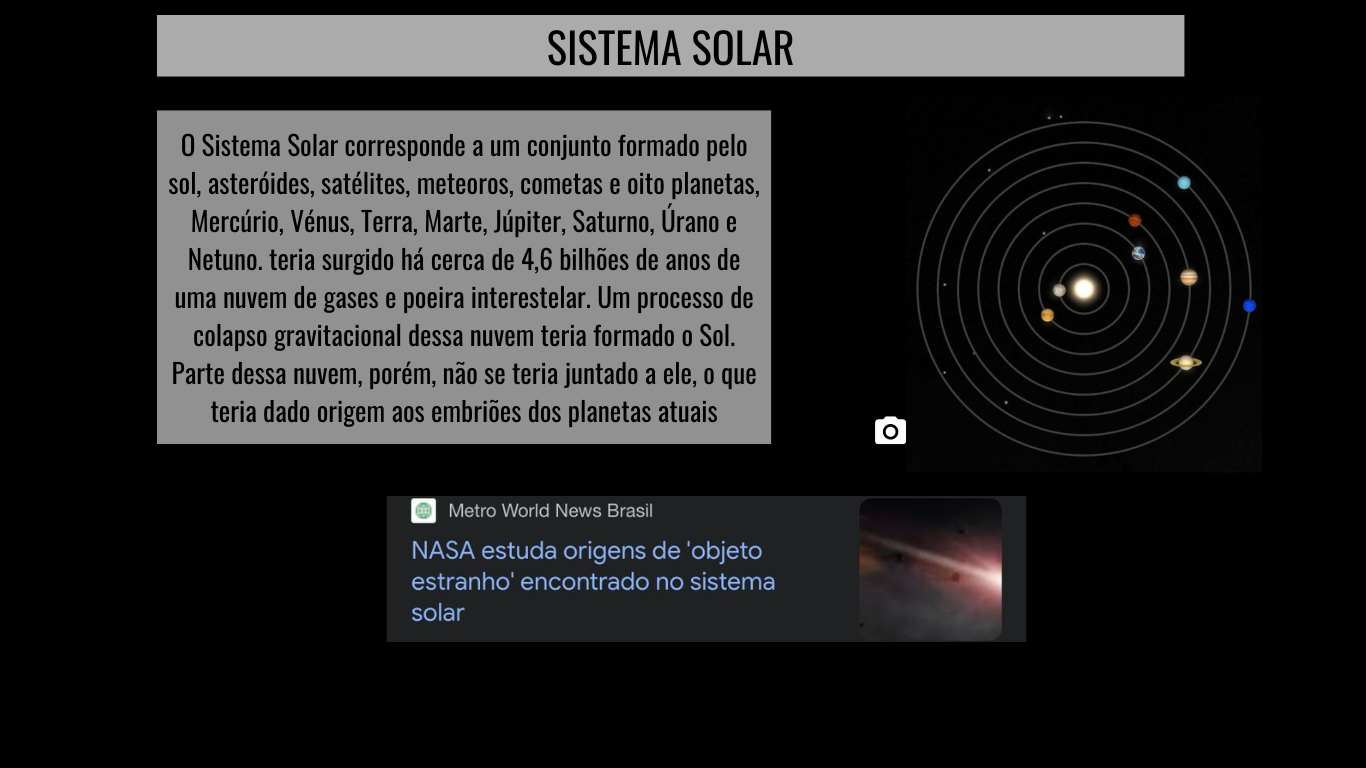 SISTEMA SOLAR
O Sistema Solar corresponde a um conjunto formado pelo
sol, asteróides, satélites, meteoros, cometas e oito planetas,
Mercúrio, Vénus, Terra, Marte, Júpiter, Saturno, Úrano e
Netuno. teria surgido há cerca de 4,6 bilhões de anos de
uma nuvem de gases e poeira interestelar. Um processo de
colapso gravitacional dessa nuvem teria formado o Sol.
Parte dessa nuvem, porém, não se teria juntado a ele, o que
teria dado origem aos embriões dos planetas atuais
Metro World News Brasil
NASA estuda origens de 'objeto
estranho' encontrado no sistema
solar